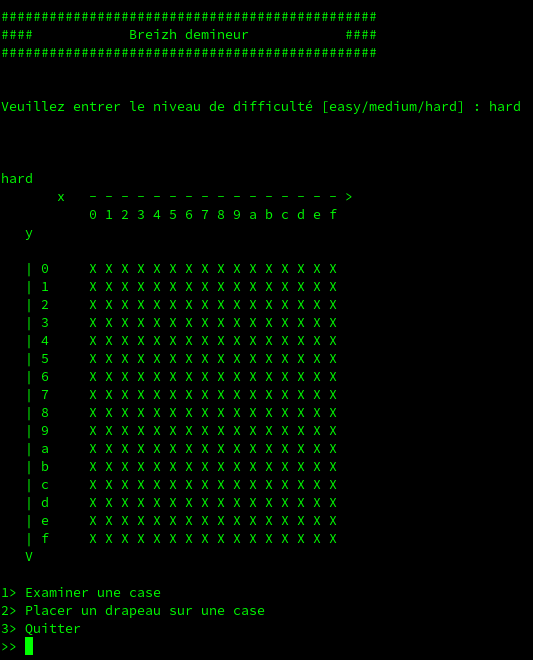 ###############################################
####            Breizh demineur            ####
###############################################
Veuillez entrer le niveau de difficulté [easy/medium/hard] : hard
hard
x   - - - - - - - - - - - - - - - - >
0 1 2 3 4 5 6 7 8 9 a b c d e f
y
| 0     X X X X X X X X X X X X X X X X
| 1     X X X X X X X X X X X X X X X X
| 2     X X X X X X X X X X X X X X X X
| 3     X X X X X X X X X X X X X X X X
| 4     X X X X X X X X X X X X X X X X
| 5     X X X X X X X X X X X X X X X X
| 6     X X X X X X X X X X X X X X X X
| 7     X X X X X X X X X X X X X X X X
| 8     X X X X X X X X X X X X X X X X
| 9     X X X X X X X X X X X X X X X X
| a     X X X X X X X X X X X X X X X X
| b     X X X X X X X X X X X X X X X X
| c     X X X X X X X X X X X X X X X X
| d     X X X X X X X X X X X X X X X X
| e     X X X X X X X X X X X X X X X X
| f     X X X X X X X X X X X X X X X X
V
1> Examiner une case
2> Placer un drapeau sur une case
3> Quitter
>>